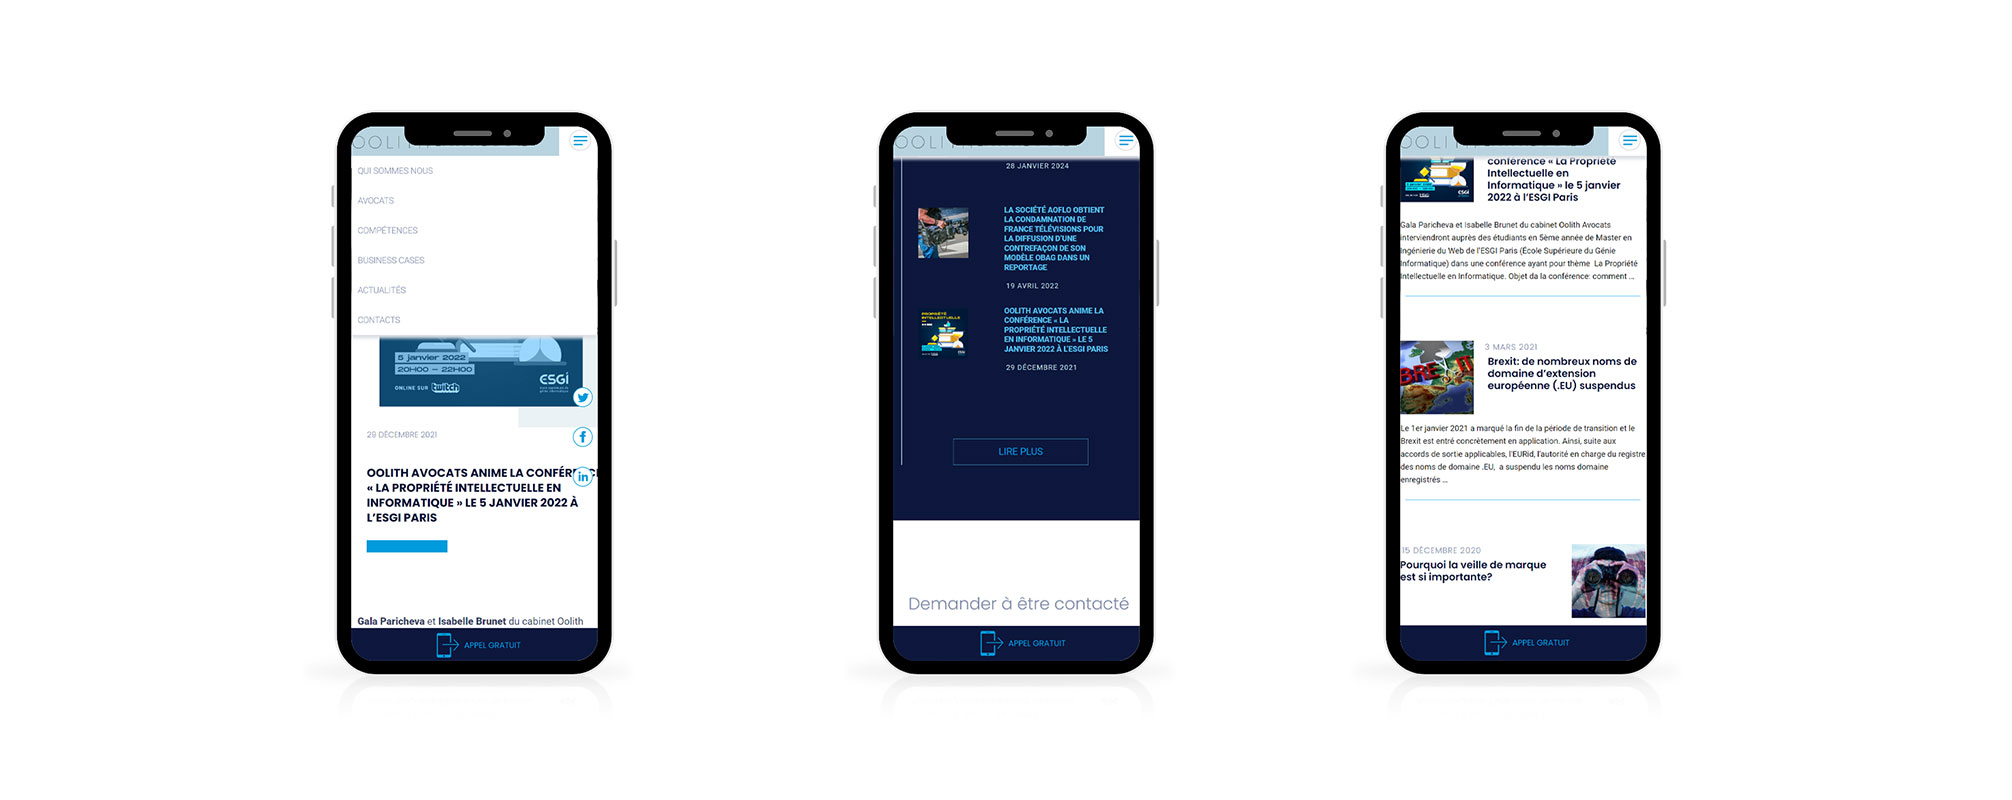 OOLITH
QUI SOMMES NOUS
AVOCATS
COMPÉTENCES
BUSINESS CASES
ACTUALITÉS
CONTACTS
5 janvier 2022
20H00 – 22H00
ONLINE SUR twitch
ESGI
29 DÉCEMBRE 2021
OOLITH AVOCATS ANIME LA CONFÉRENCE
« LA PROPRIÉTÉ INTELLECTUELLE EN
INFORMATIQUE » LE 5 JANVIER 2022 À
L'ESGI PARIS
Gala Paricheva et Isabelle Brunet du cabinet Oolith
APPEL GRATUIT
OOLITH
28 JANVIER 2024
LA SOCIÉTÉ AOFLO OBTIENT
LA CONDAMNATION DE
FRANCE TÉLÉVISIONS POUR
LA DIFFUSION D'UNE
CONTREFAÇON DE SON
MODÈLE OBAG DANS UN
REPORTAGE
19 AVRIL 2022
PROPRIÉTÉ
INTELLECTUELLE
OOLITH AVOCATS ANIME LA
CONFÉRENCE « LA
PROPRIÉTÉ INTELLECTUELLE
EN INFORMATIQUE » LE 5
JANVIER 2022 À L'ESGI PARIS
29 DÉCEMBRE 2021
LIRE PLUS
Demander à être contacté
APPEL GRATUIT
OOLITH
ESGI
conférence « La Propriété
Intellectuelle en
Informatique » le 5 janvier
2022 à l'ESGI Paris
Gala Paricheva et Isabelle Brunet du cabinet Oolith Avocats
interviendront auprès des étudiants en 5ème année de Master en
Ingénierie du Web de l'ESGI Paris (École Supérieure du Génie
Informatique) dans une conférence ayant pour thème La Propriété
Intellectuelle en Informatique. Objet da la conférence: comment ...
3 MARS 2021
BREXIT
Brexit: de nombreux noms de
domaine d'extension
européenne (.EU) suspendus
Le 1er janvier 2021 a marqué la fin de la période de transition et le
Brexit est entré concrètement en application. Ainsi, suite aux
accords de sortie applicables, l'EURid, l'autorité en charge du registre
des noms de domaine .EU, a suspendu les noms domaine
enregistrés ...
15 DÉCEMBRE 2020
Pourquoi la veille de marque
est si importante?
APPEL GRATUIT